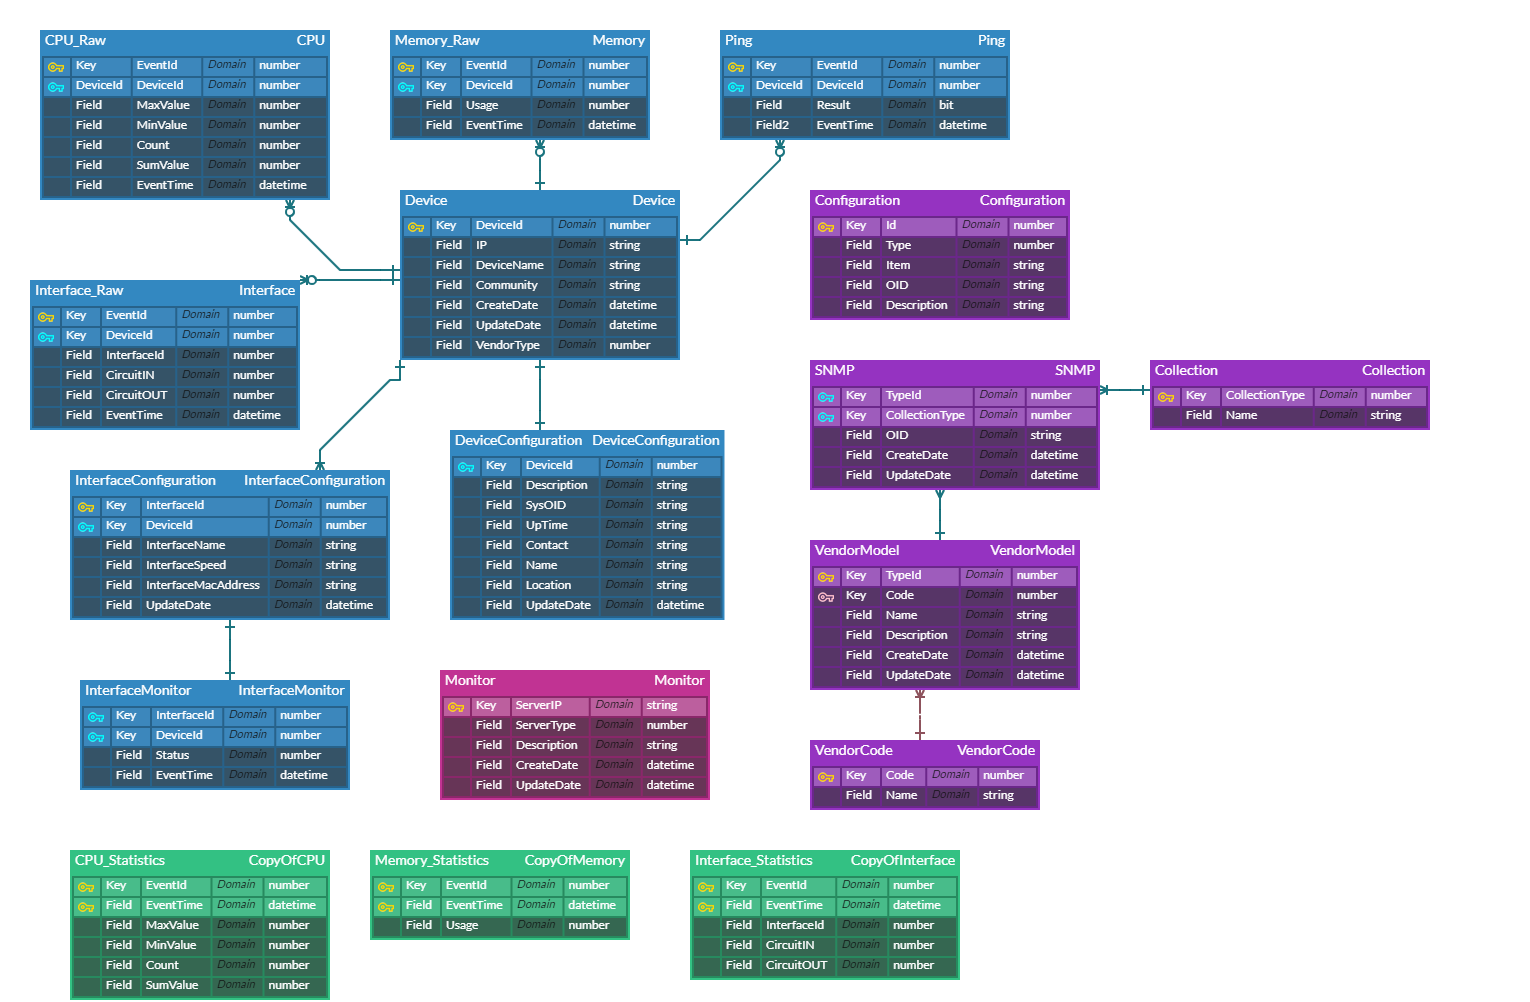 CPU_Raw CPU
Key EventId Domain number
DeviceId DeviceId Domain number
Field MaxValue Domain number
Field MinValue Domain number
Field Count Domain number
Field SumValue Domain number
Field EventTime Domain datetime
Memory_Raw Memory
Key EventId Domain number
Key DeviceId Domain number
Field Usage Domain number
Field EventTime Domain datetime
Ping Ping
Key EventId Domain number
DeviceId DeviceId Domain number
Field Result Domain bit
Field2 EventTime Domain datetime
Device Device
Key DeviceId Domain number
Field IP Domain string
Field DeviceName Domain string
Field Community Domain string
Field CreateDate Domain datetime
Field UpdateDate Domain datetime
Field VendorType Domain number
Configuration Configuration
Key Id Domain number
Field Type Domain number
Field Item Domain string
Field OID Domain string
Field Description Domain string
Interface_Raw Interface
Key EventId Domain number
Key DeviceId Domain number
Field InterfaceId Domain number
Field CircuitIN Domain number
Field CircuitOUT Domain number
Field EventTime Domain datetime
SNMP SNMP
Key TypeId Domain number
Key CollectionType Domain number
Field OID Domain string
Field CreateDate Domain datetime
Field UpdateDate Domain datetime
Collection Collection
Key CollectionType Domain number
Field Name Domain string
InterfaceConfiguration InterfaceConfiguration
Key InterfaceId Domain number
Key DeviceId Domain number
Field InterfaceName Domain string
Field InterfaceSpeed Domain string
Field InterfaceMacAddress Domain string
Field UpdateDate Domain datetime
DeviceConfiguration DeviceConfiguration
Key DeviceId Domain number
Field Description Domain string
Field SysOID Domain string
Field UpTime Domain string
Field Contact Domain string
Field Name Domain string
Field Location Domain string
Field UpdateDate Domain datetime
VendorModel VendorModel
Key TypeId Domain number
Key Code Domain number
Field Name Domain string
Field Description Domain string
Field CreateDate Domain datetime
Field UpdateDate Domain datetime
InterfaceMonitor InterfaceMonitor
Key InterfaceId Domain number
Key DeviceId Domain number
Field Status Domain number
Field EventTime Domain datetime
Monitor Monitor
Key ServerIP Domain string
Field ServerType Domain number
Field Description Domain string
Field CreateDate Domain datetime
Field UpdateDate Domain datetime
VendorCode VendorCode
Key Code Domain number
Field Name Domain string
CPU_Statistics CopyOfCPU
Key EventId Domain number
Field EventTime Domain datetime
Field MaxValue Domain number
Field MinValue Domain number
Field Count Domain number
Field SumValue Domain number
Memory_Statistics CopyOfMemory
Key EventId Domain number
Field EventTime Domain datetime
Field Usage Domain number
Interface_Statistics CopyOfInterface
Key EventId Domain number
Field EventTime Domain datetime
Field InterfaceId Domain number
Field CircuitIN Domain number
Field CircuitOUT Domain number